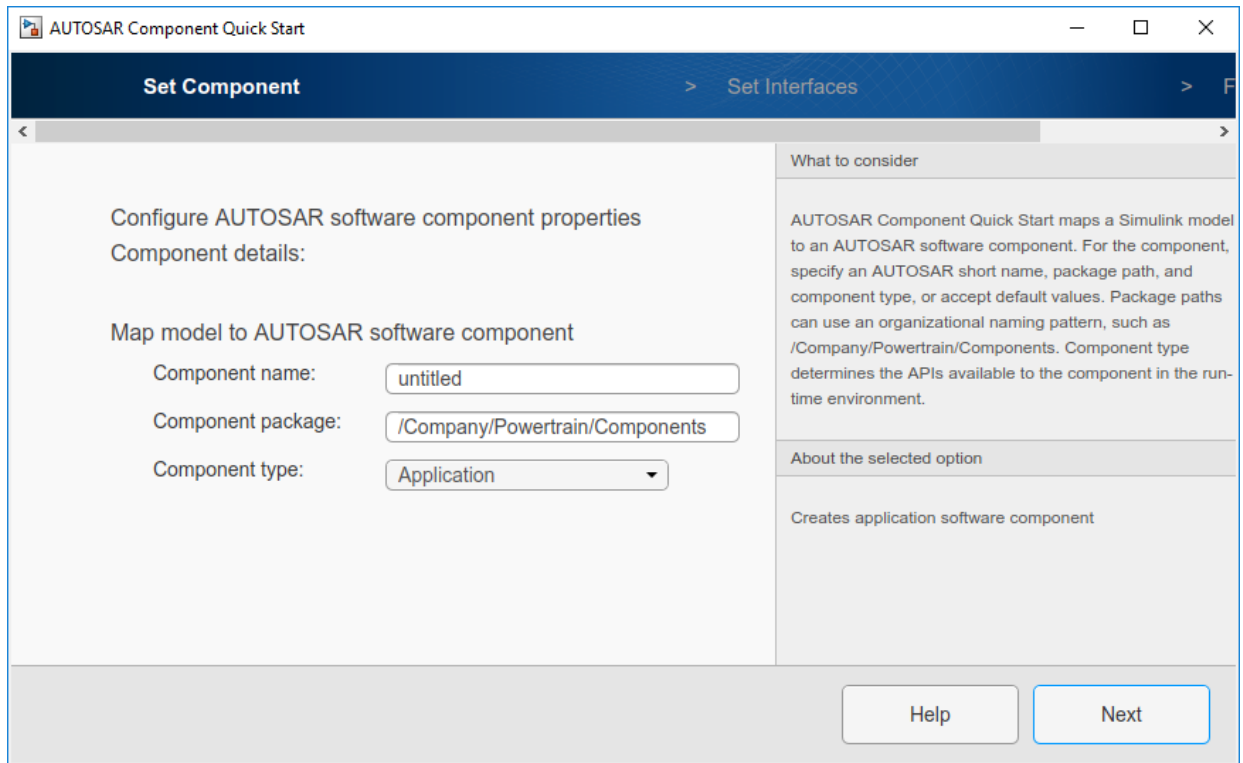 AUTOSAR Component Quick Start
Set Component > Set Interfaces > F
What to consider
Configure AUTOSAR software component properties
Component details:
Map model to AUTOSAR software component
Component name: untitled
Component package: /Company/Powertrain/Components
Component type: Application
AUTOSAR Component Quick Start maps a Simulink model
to an AUTOSAR software component. For the component,
specify an AUTOSAR short name, package path, and
component type, or accept default values. Package paths
can use an organizational naming pattern, such as
/Company/Powertrain/Components. Component type
determines the APIs available to the component in the run-
time environment.
About the selected option
Creates application software component
Help Next